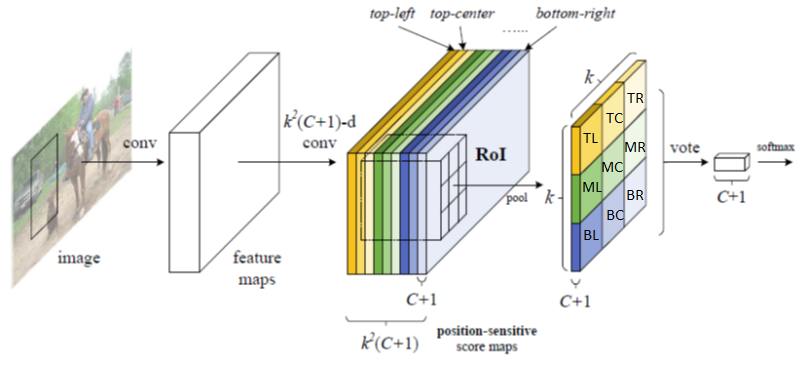 top-left top-center bottom-right
......
k
TR
TC
TL
k²(C+1)-d
conv
conv
RoI
MR
vote
softmax
MC
pool
k
ML
BR
C+1
BC
BL
image
feature
maps
C+1
C+1
k²(C+1)
position-sensitive
score maps